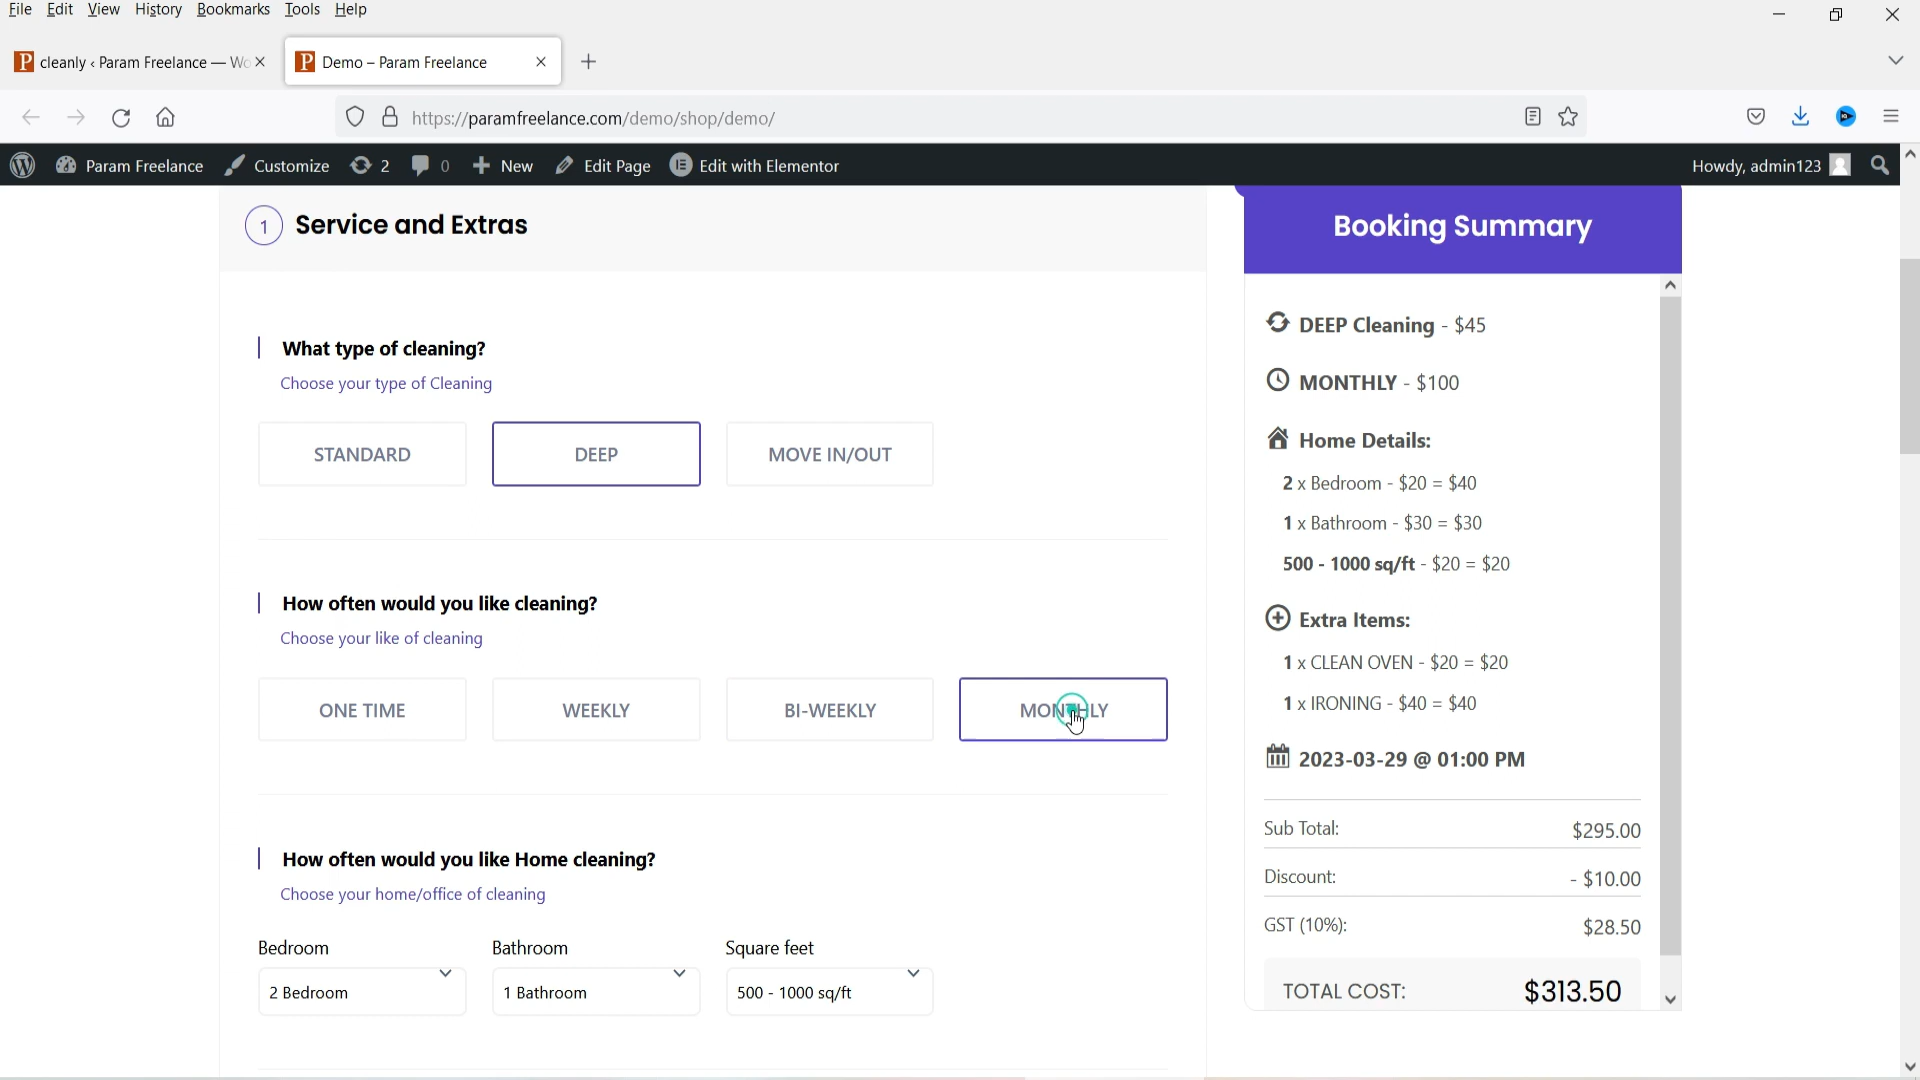 File Edit View History Bookmarks Tools Help
cleanly ‹ Param Freelance — Wo
Demo – Param Freelance
https://paramfreelance.com/demo/shop/demo/
Param Freelance Customize 2 0 New Edit Page Edit with Elementor Howdy, admin123
1 Service and Extras
What type of cleaning?
Choose your type of Cleaning
STANDARD DEEP MOVE IN/OUT
How often would you like cleaning?
Choose your like of cleaning
ONE TIME WEEKLY BI-WEEKLY MONTHLY
How often would you like Home cleaning?
Choose your home/office of cleaning
Bedroom Bathroom Square feet
2 Bedroom 1 Bathroom 500 - 1000 sq/ft
Booking Summary
DEEP Cleaning - $45
MONTHLY - $100
Home Details:
2 x Bedroom - $20 = $40
1 x Bathroom - $30 = $30
500 - 1000 sq/ft - $20 = $20
Extra Items:
1 x CLEAN OVEN - $20 = $20
1 x IRONING - $40 = $40
2023-03-29 @ 01:00 PM
Sub Total: $295.00
Discount: - $10.00
GST (10%): $28.50
TOTAL COST: $313.50